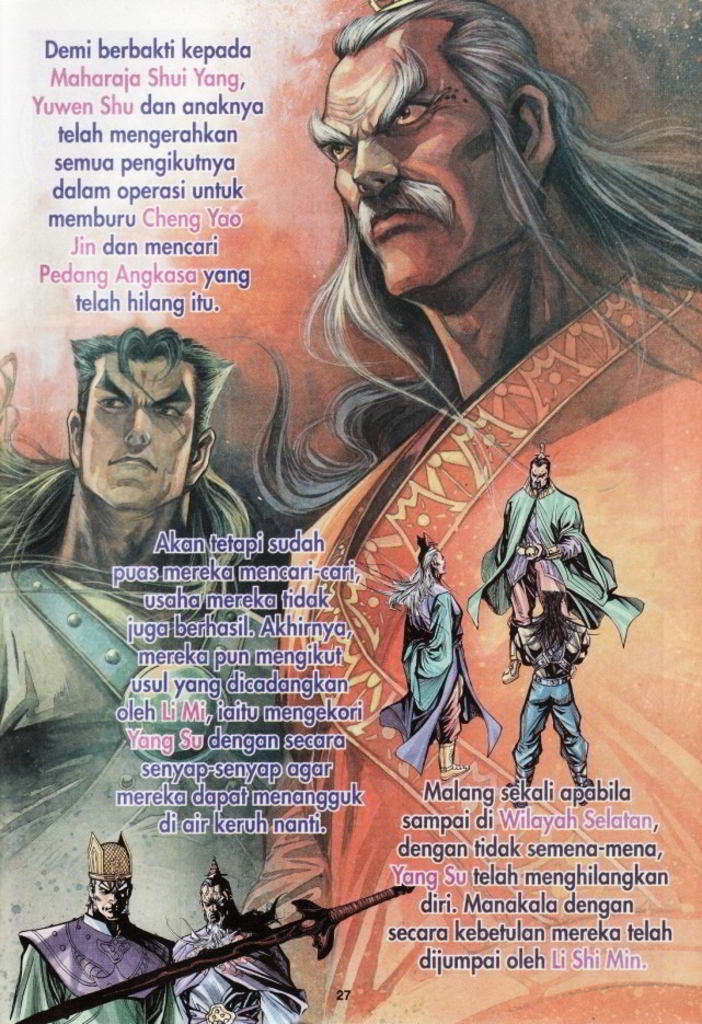 Demi berbakti kepada
Maharaja Shui Yang,
Yuwen Shu dan anaknya
telah mengerahkan
semua pengikutnya
dalam operasi untuk
memburu Cheng Yao
Jin dan mencari
Pedang Angkasa yang
telah hilang itu.
Akan tetapi sudah
puas mereka mencari-cari,
usaha mereka tidak
juga berhasil. Akhirnya,
mereka pun mengikut
usul yang dicadangkan
oleh Li Mi, iaitu mengekori
Yang Su dengan secara
senyap-senyap agar
mereka dapat menangguk
di air keruh nanti.
Malang sekali apabila
sampai di Wilayah Selatan,
dengan tidak semena-mena,
Yang Su telah menghilangkan
diri. Manakala dengan
secara kebetulan mereka telah
dijumpai oleh Li Shi Min.
27